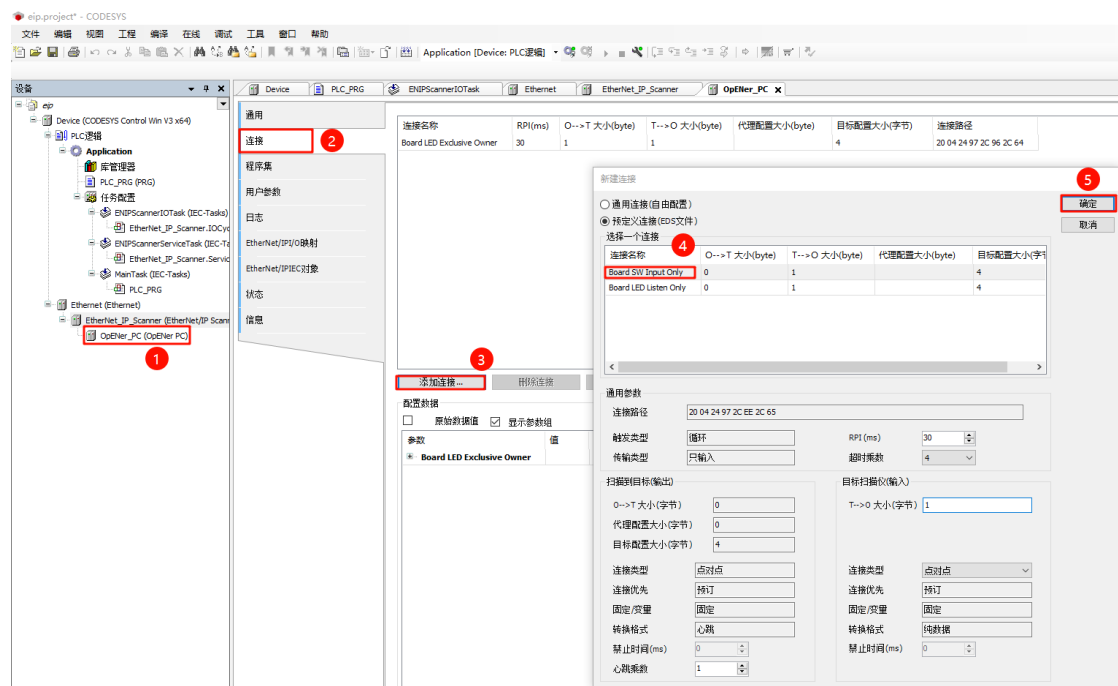 eip.project* - CODESYS
文件 编辑 视图 工程 编译 在线 调试 工具 窗口 帮助
Application [Device: PLC逻辑]
设备
eip
Device (CODESYS Control Win V3 x64)
PLC逻辑
Application
库管理器
PLC_PRG (PRG)
任务配置
ENIPScannerIOTask (IEC-Tasks)
EtherNet_IP_Scanner.IOCyc
ENIPScannerServiceTask (IEC-Ta
EtherNet_IP_Scanner.Servic
MainTask (IEC-Tasks)
PLC_PRG
Ethernet (Ethernet)
EtherNet_IP_Scanner (EtherNet/IP Scann
OpENer_PC (OpENer PC)
1
Device PLC_PRG ENIPScannerIOTask Ethernet EtherNet_IP_Scanner OpENer_PC
通用
连接
2
程序集
用户参数
日志
EtherNet/IPI/O映射
EtherNet/IPIEC对象
状态
信息
连接名称 RPI(ms) O-->T 大小(byte) T-->O 大小(byte) 代理配置大小(byte) 目标配置大小(字节) 连接路径
Board LED Exclusive Owner 30 1 1 4 20 04 24 97 2C 96 2C 64
3
添加连接... 删除连接
配置数据
原始数据值 显示参数组
参数 值
Board LED Exclusive Owner
新建连接
5
确定
取消
通用连接(自由配置)
预定义连接(EDS文件)
选择一个连接
4
连接名称 O-->T 大小(byte) T-->O 大小(byte) 代理配置大小(byte) 目标配置大小(字节
Board SW Input Only 0 1 4
Board LED Listen Only 0 1 4
通用参数
连接路径 20 04 24 97 2C EE 2C 65
触发类型 循环 RPI(ms) 30
传输类型 只输入 超时乘数 4
扫描到目标(输出) 目标扫描仪(输入)
O-->T 大小(字节) 0 T-->O 大小(字节) 1
代理配置大小(字节) 0
目标配置大小(字节) 4
连接类型 点对点 连接类型 点对点
连接优先 预订 连接优先 预订
固定/变量 固定 固定/变量 固定
转换格式 心跳 转换格式 纯数据
禁止时间(ms) 0 禁止时间(ms) 0
心跳乘数 1